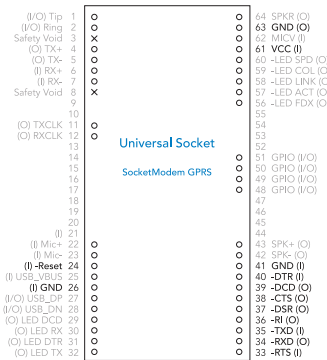 (I/O) Tip 1
(I/O) Ring 2
Safety Void 3 x
(O) TX+ 4
(O) TX- 5
(I) RX+ 6
(I) RX- 7
Safety Void 8 x
9
10
(O) TXCLK 11
(O) RXCLK 12
13
14
15
16
17
18
19
20
(I) 21
(I) Mic+ 22
(I) Mic- 23
(I) -Reset 24
(I) USB_VBUS 25
(I) GND 26
(I/O) USB_DP 27
(I/O) USB_DN 28
(O) LED DCD 29
(O) LED RX 30
(O) LED DTR 31
(O) LED TX 32
Universal Socket
SocketModem GPRS
64 SPKR (O)
63 GND (O)
62 MICV (I)
61 VCC (I)
60 -LED SPD (O)
59 -LED COL (O
58 -LED LINK (O
57 -LED ACT (O
56 -LED FDX (O)
55
54
53
52
51 GPIO (I/O)
50 GPIO (I/O)
49 GPIO (I/O)
48 GPIO (I/O)
47
46
45
44
43 SPK+ (O)
42 SPK- (O)
41 GND (I)
40 -DTR (I)
39 -DCD (O)
38 -CTS (O)
37 -DSR (O)
36 -RI (O)
35 -TXD (I)
34 -RXD (O)
33 -RTS (I)